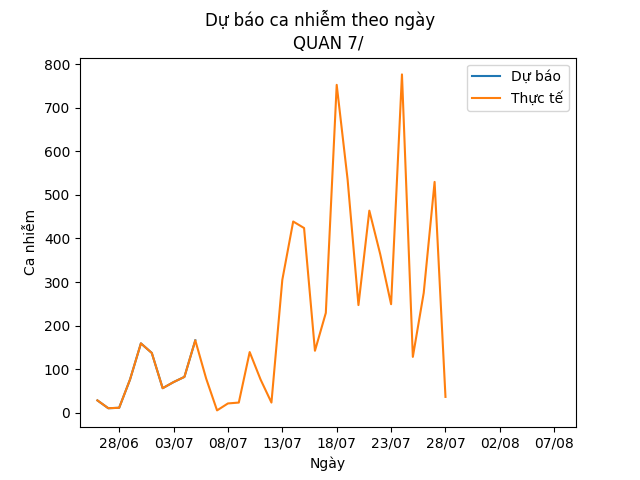 Dự báo ca nhiễm theo ngày
QUAN 7/
800
700
600
500
400
300
200
100
0
Ca nhiễm
Dự báo
Thực tế
28/06 03/07 08/07 13/07 18/07 23/07 28/07 02/08 07/08
Ngày